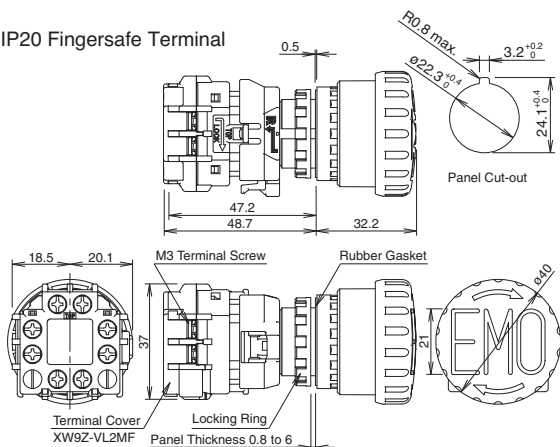 IP20 Fingersafe Terminal
0.5
R0.8 max.
3.2+0.2 0
ø22.3+0.4 0
24.1+0.4 0
Panel Cut-out
LOCK
TOP
47.2
48.7
32.2
18.5
20.1
M3 Terminal Screw
Rubber Gasket
ø40
TOP
37
21
EMO
Terminal Cover
XW9Z-VL2MF
Locking Ring
Panel Thickness 0.8 to 6